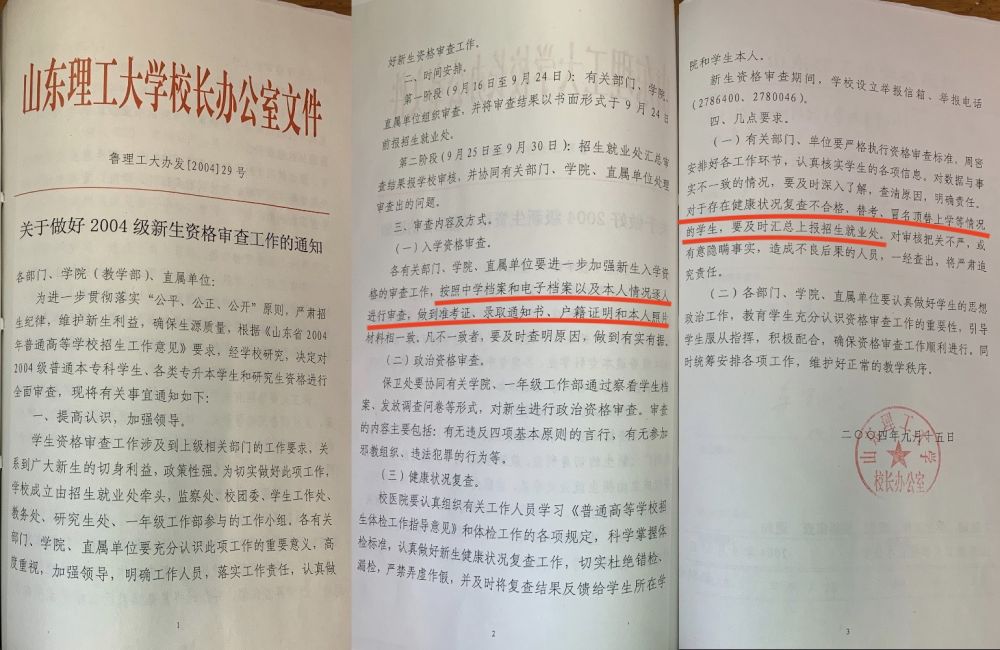 山东理工大学校长办公室文件
鲁理工大办发[2004]29号
关于做好 2004 级新生资格审查工作的通知
各部门、学院（教学部）、直属单位：
为进一步贯彻落实“公平、公正、公开”原则，严肃招
生纪律，维护新生利益，确保生源质量，根据《山东省 2004
年普通高等学校招生工作意见》要求，经学校研究，决定对
2004 级普通本专科学生、各类专升本学生和研究生资格进行
全面审查，现将有关事宜通知如下：
一、提高认识，加强领导。
学生资格审查工作涉及到上级相关部门的工作要求，关
系到广大新生的切身利益，政策性强。为切实做好此项工作，
学校成立由招生就业处牵头，监察处、校团委、学生工作处、
教务处、研究生处、一年级工作部参与的工作小组。各有关
部门、学院、直属单位要充分认识此项工作的重要意义，高
度重视，加强领导，明确工作人员，落实工作责任，认真做
1
好新生资格审查工作。
二、时间安排。
第一阶段（9月16日至9月24日）：有关部门、学院、
直属单位组织审查，并将审查结果以书面形式于 9 月 24 日
前报招生就业处。
第二阶段（9月25日至9月30日）：招生就业处汇总审
查结果报学校审核，并协同有关部门、学院、直属单位处理
审查出的问题。
三、审查内容及方式。
（一）入学资格审查。
各有关部门、学院、直属单位要进一步加强新生入学资
格的审查工作，按照中学档案和电子档案以及本人情况逐人
进行审查，做到准考证、录取通知书、户籍证明和本人照片
材料相一致。凡不一致者，要及时查明原因，做到有实有据。
（二）政治资格审查。
保卫处要协同有关学院、一年级工作部通过察看学生档
案、发放调查问卷等形式，对新生进行政治资格审查。审查
的内容主要包括：有无违反四项基本原则的言行，有无参加
邪教组织、违法犯罪的行为等。
（三）健康状况复查。
校医院要认真组织有关工作人员学习《普通高等学校招
生体检工作指导意见》和体检工作的各项规定，科学掌握体
检标准，认真做好新生健康状况复查工作，切实杜绝错检、
漏检，严禁弄虚作假，并及时将复查结果反馈给学生所在学
2
院和学生本人。
新生资格审查期间，学校设立举报信箱、举报电话
（2786400、2780046）。
四、几点要求。
（一）有关部门、单位要严格执行资格审查标准，周密
安排好各工作环节，认真核实学生的各项信息，对数据与事
实不一致的情况，要及时深入了解，查清原因，明确责任。
对于存在健康状况复查不合格、替考、冒名顶替上学等情况
的学生，要及时汇总上报招生就业处。对审核把关不严，或
有意隐瞒事实，造成不良后果的人员，一经查出，将严肃追
究责任。
（二）各部门、学院、直属单位要认真做好学生的思想
政治工作，教育学生充分认识资格审查工作的重要性，引导
学生服从指挥，积极配合，确保资格审查工作顺利进行。同
时统筹安排各项工作，维护好正常的教学秩序。
二〇〇四年九月十五日
山东理工大学
校长办公室
3